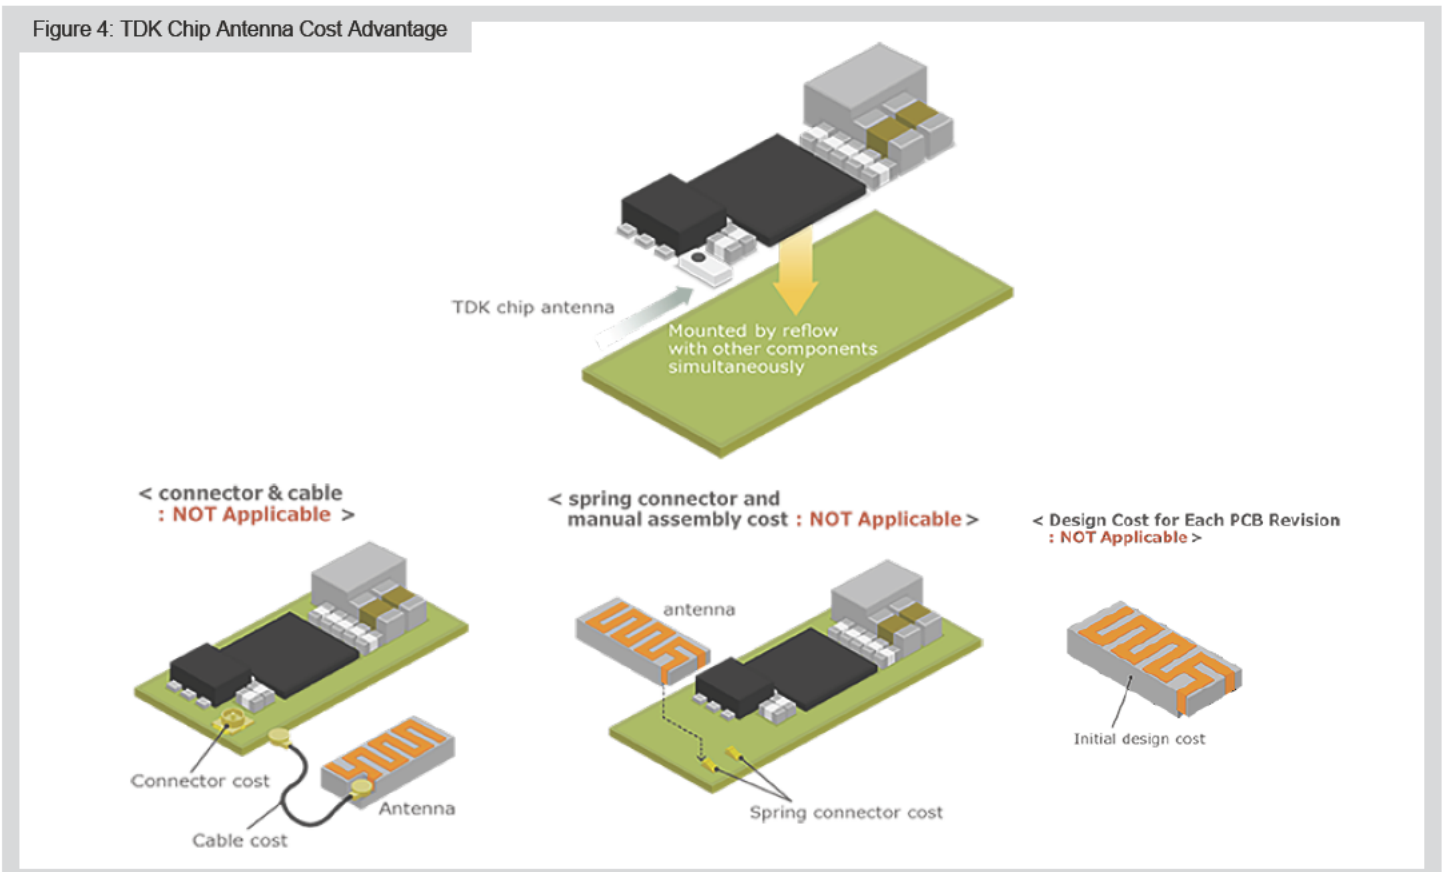 Figure 4: TDK Chip Antenna Cost Advantage
TDK chip antenna
Mounted by reflow
with other components
simultaneously
< connector & cable
: NOT Applicable >
< spring connector and
manual assembly cost : NOT Applicable >
< Design Cost for Each PCB Revision
: NOT Applicable >
antenna
Initial design cost
Connector cost
Antenna
Cable cost
Spring connector cost